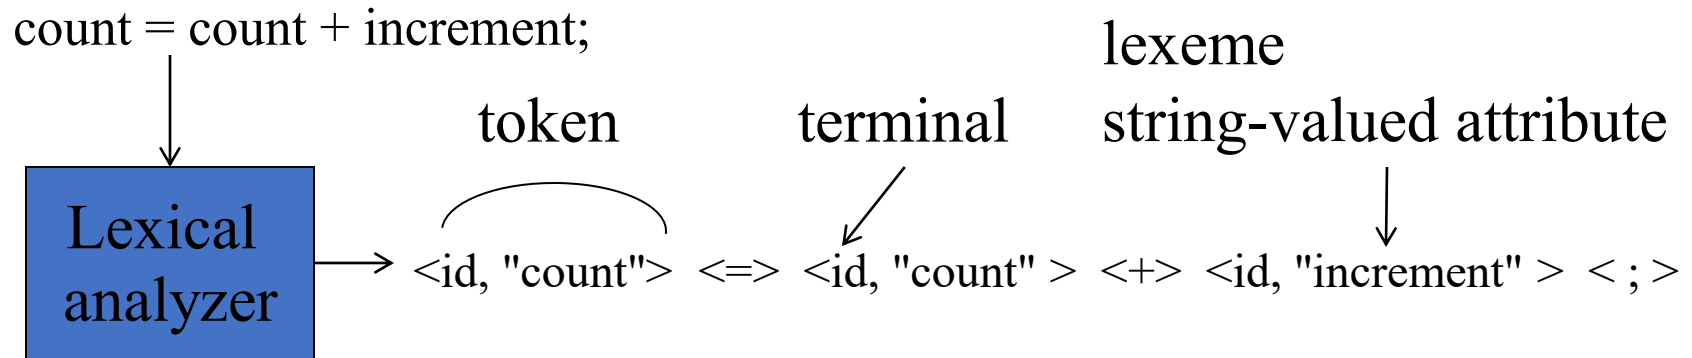 count = count + increment;
lexeme
token terminal string-valued attribute
Lexical
analyzer
<id, "count"> <=> <id, "count" > <+> <id, "increment" > < ; >